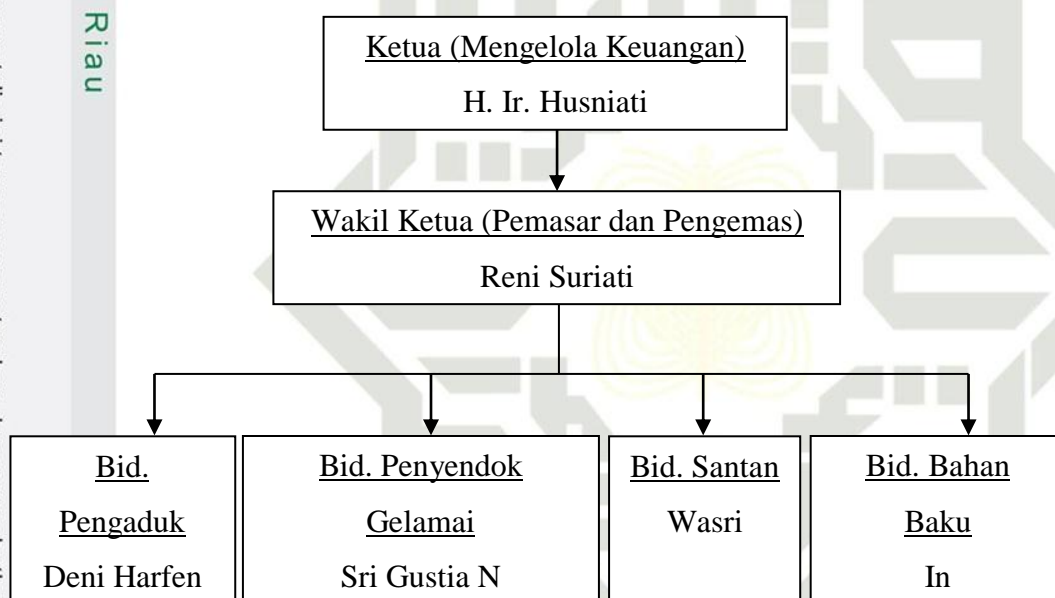 Riau
Ketua (Mengelola Keuangan)
H. Ir. Husniati
Wakil Ketua (Pemasar dan Pengemas)
Reni Suriati
Bid.
Pengaduk
Deni Harfen
Bid. Penyendok
Gelamai
Sri Gustia N
Bid. Santan
Wasri
Bid. Bahan
Baku
In